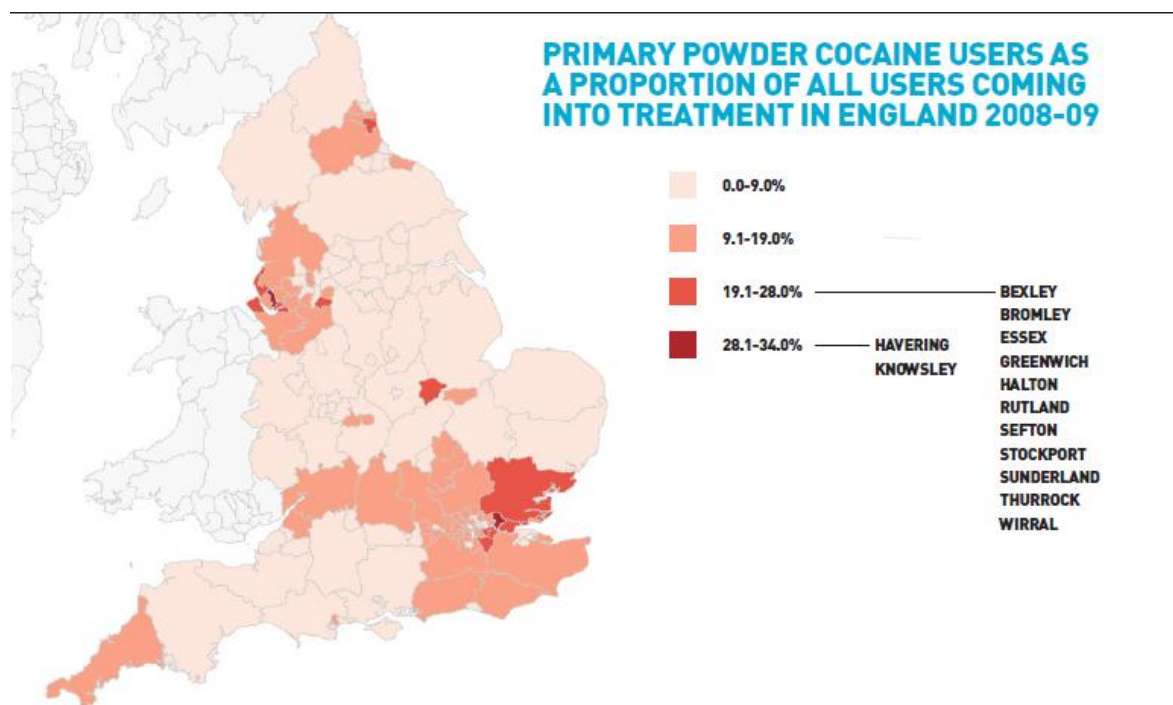 PRIMARY POWDER COCAINE USERS AS
A PROPORTION OF ALL USERS COMING
INTO TREATMENT IN ENGLAND 2008-09
0.0-9.0%
9.1-19.0%
19.1-28.0%
28.1-34.0%
HAVERING
KNOWSLEY
BEXLEY
BROMLEY
ESSEX
GREENWICH
HALTON
RUTLAND
SEFTON
STOCKPORT
SUNDERLAND
THURROCK
WIRRAL